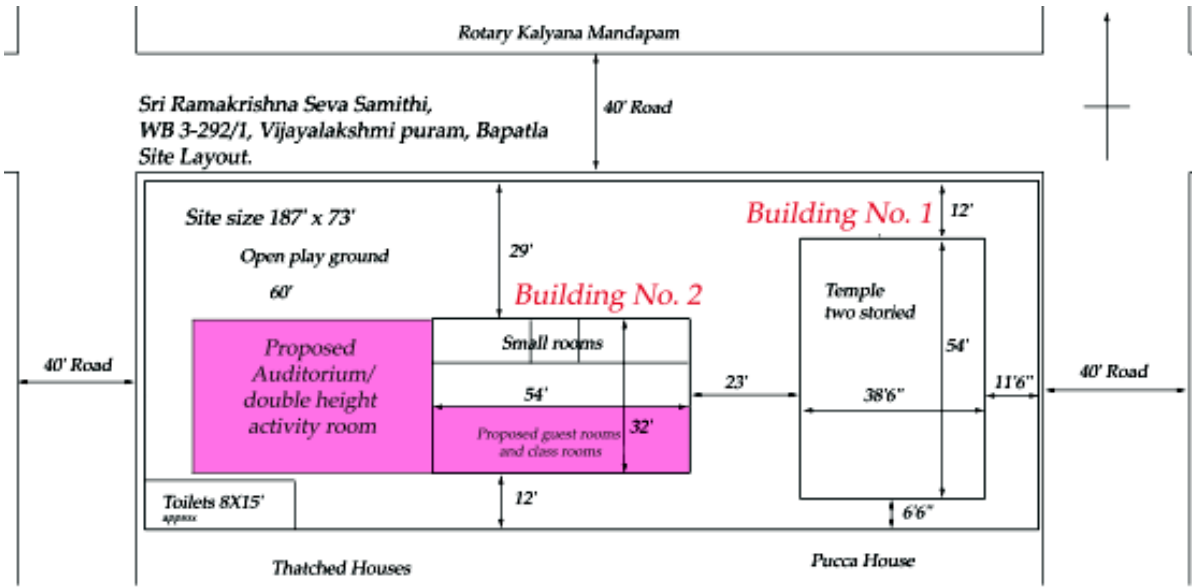 Rotary Kalyana Mandapam
Sri Ramakrishna Seva Samithi,
WB 3-292/1, Vijayalakshmi puram, Bapatla
Site Layout.
40' Road
Site size 187' x 73'
Open play ground
60'
29'
Building No. 1
12'
Building No. 2
Temple
two storied
Small rooms
Proposed
Auditorium/
double height
activity room
54'
32'
Proposed guest rooms
and class rooms
40' Road
23'
54'
38'6"
11'6"
40' Road
Toilets 8X15'
approx
12'
6'6"
Thatched Houses
Pucca House